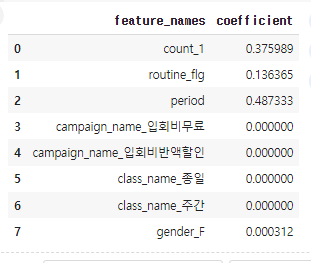 feature_names coefficient
0 count_1 0.375989
1 routine_flg 0.136365
2 period 0.487333
3 campaign_name_입회비무료 0.000000
4 campaign_name_입회비반액할인 0.000000
5 class_name_종일 0.000000
6 class_name_주간 0.000000
7 gender_F 0.000312